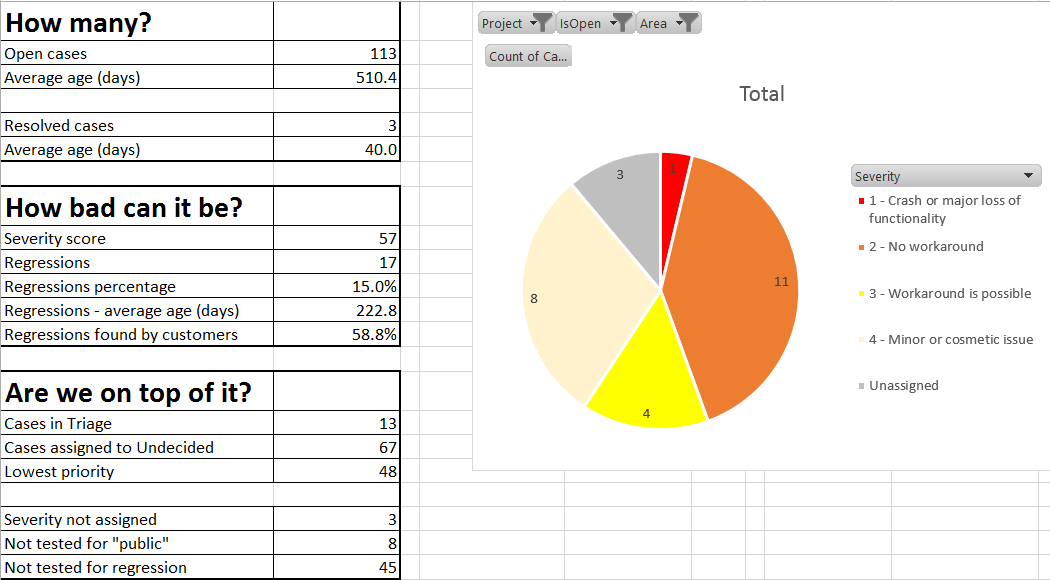 How many?
Open cases 113
Average age (days) 510.4
Resolved cases 3
Average age (days) 40.0
How bad can it be?
Severity score 57
Regressions 17
Regressions percentage 15.0%
Regressions - average age (days) 222.8
Regressions found by customers 58.8%
Are we on top of it?
Cases in Triage 13
Cases assigned to Undecided 67
Lowest priority 48
Severity not assigned 3
Not tested for "public" 8
Not tested for regression 45
Project IsOpen Area
Count of Ca...
Total
1
11
4
8
3
Severity
1 - Crash or major loss of
functionality
2 - No workaround
3 - Workaround is possible
4 - Minor or cosmetic issue
Unassigned